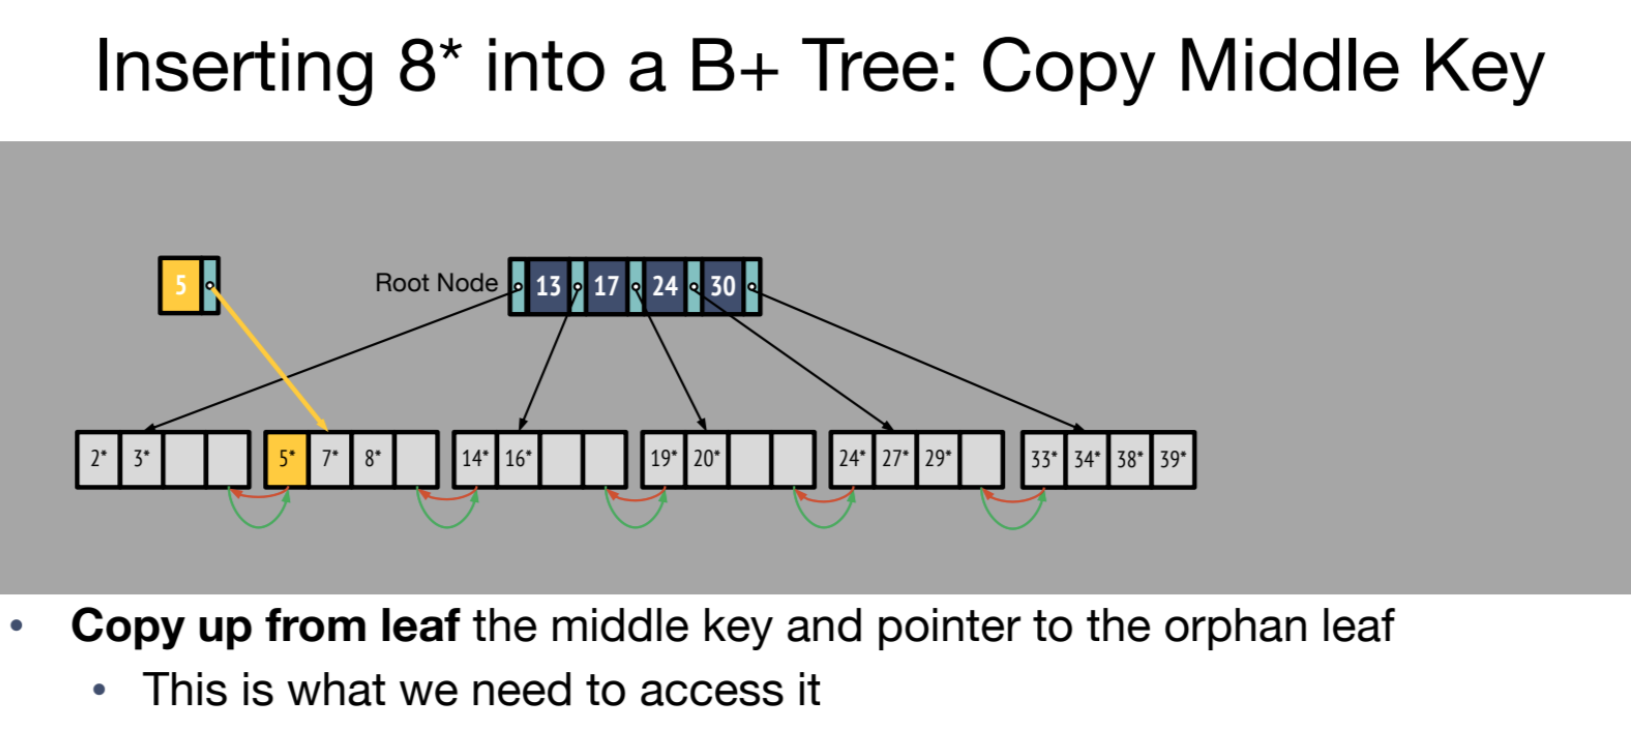 Inserting 8* into a B+ Tree: Copy Middle Key
5
Root Node 13 17 24 30
2* 3* 5* 7* 8* 14* 16* 19* 20* 24* 27* 29* 33* 34* 38* 39*
• Copy up from leaf the middle key and pointer to the orphan leaf
• This is what we need to access it